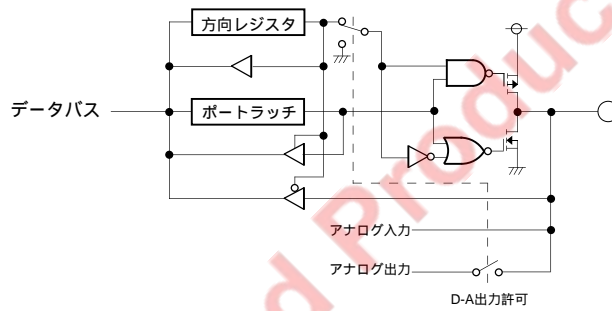 方向レジスタ
データバス
ポートラッチ
アナログ入力
アナログ出力
D-A出力許可
d Produc